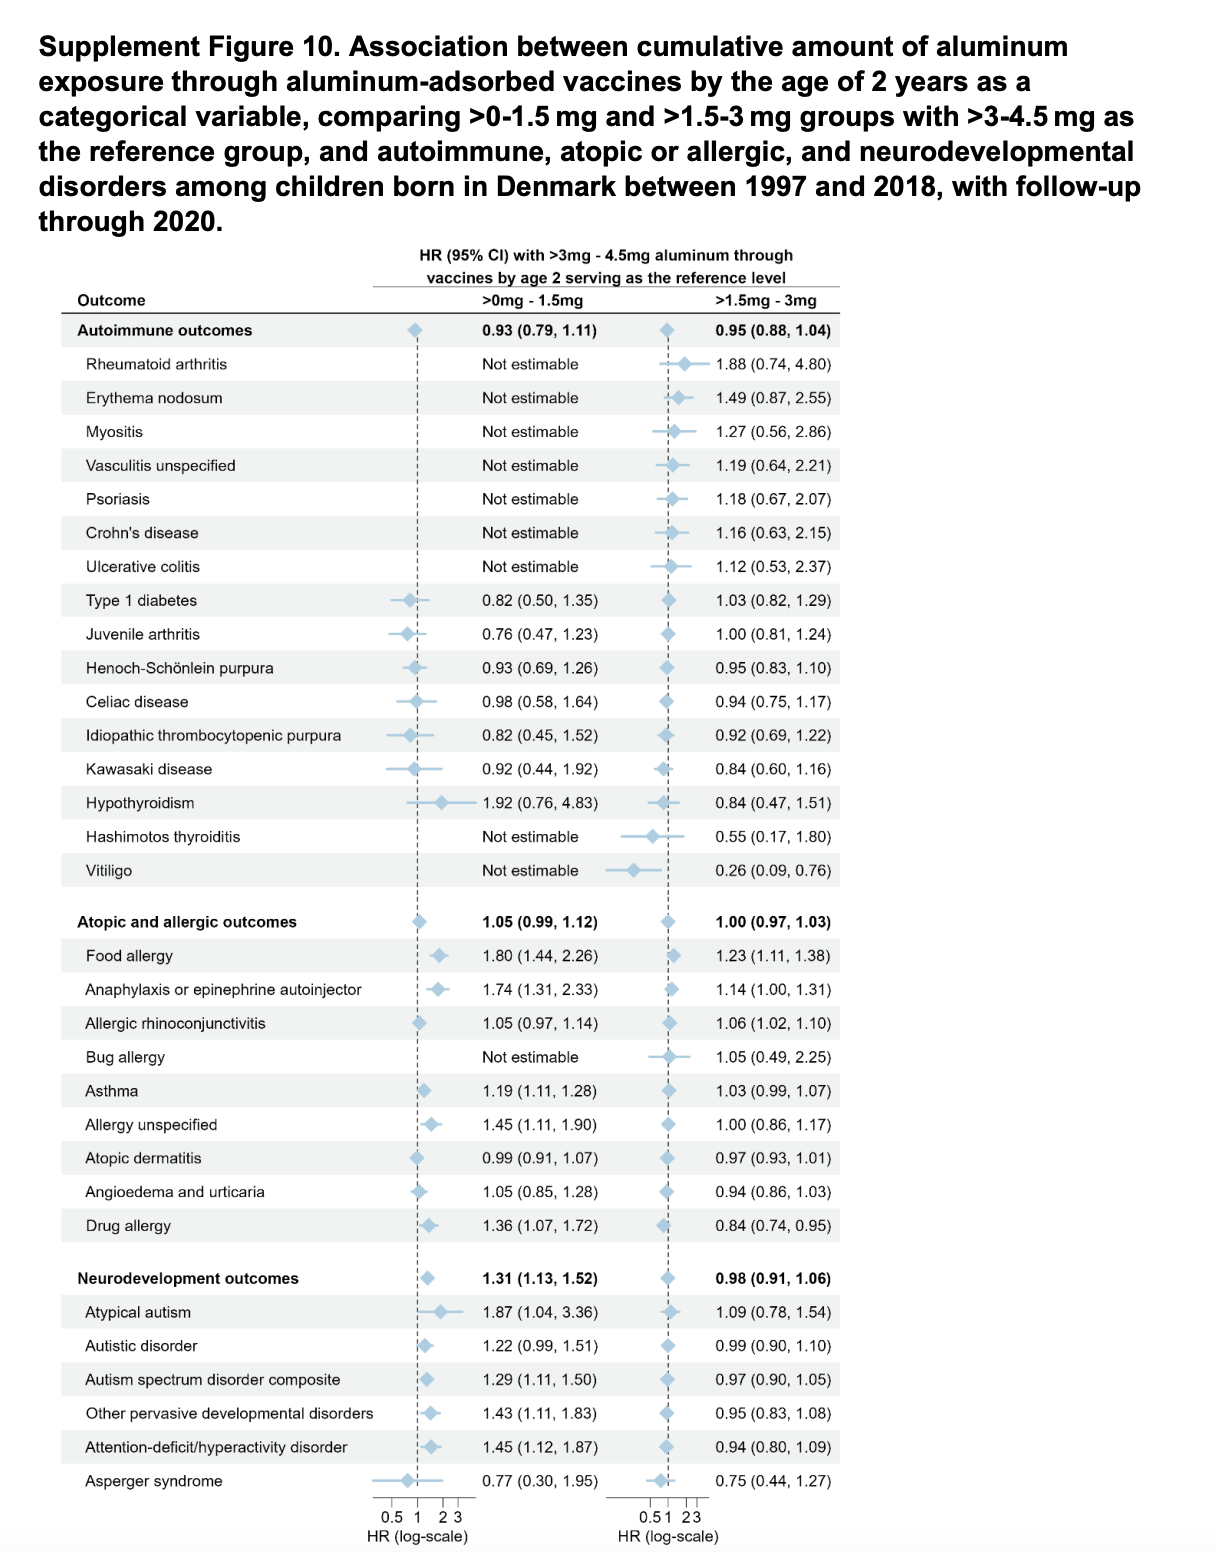 Supplement Figure 10. Association between cumulative amount of aluminum
exposure through aluminum-adsorbed vaccines by the age of 2 years as a
categorical variable, comparing >0-1.5 mg and >1.5-3 mg groups with >3-4.5 mg as
the reference group, and autoimmune, atopic or allergic, and neurodevelopmental
disorders among children born in Denmark between 1997 and 2018, with follow-up
through 2020.
HR (95% CI) with >3mg - 4.5mg aluminum through
vaccines by age 2 serving as the reference level
Outcome >0mg - 1.5mg >1.5mg - 3mg
Autoimmune outcomes 0.93 (0.79, 1.11) 0.95 (0.88, 1.04)
Rheumatoid arthritis Not estimable 1.88 (0.74, 4.80)
Erythema nodosum Not estimable 1.49 (0.87, 2.55)
Myositis Not estimable 1.27 (0.56, 2.86)
Vasculitis unspecified Not estimable 1.19 (0.64, 2.21)
Psoriasis Not estimable 1.18 (0.67, 2.07)
Crohn's disease Not estimable 1.16 (0.63, 2.15)
Ulcerative colitis Not estimable 1.12 (0.53, 2.37)
Type 1 diabetes 0.82 (0.50, 1.35) 1.03 (0.82, 1.29)
Juvenile arthritis 0.76 (0.47, 1.23) 1.00 (0.81, 1.24)
Henoch-Schönlein purpura 0.93 (0.69, 1.26) 0.95 (0.83, 1.10)
Celiac disease 0.98 (0.58, 1.64) 0.94 (0.75, 1.17)
Idiopathic thrombocytopenic purpura 0.82 (0.45, 1.52) 0.92 (0.69, 1.22)
Kawasaki disease 0.92 (0.44, 1.92) 0.84 (0.60, 1.16)
Hypothyroidism 1.92 (0.76, 4.83) 0.84 (0.47, 1.51)
Hashimotos thyroiditis Not estimable 0.55 (0.17, 1.80)
Vitiligo Not estimable 0.26 (0.09, 0.76)
Atopic and allergic outcomes 1.05 (0.99, 1.12) 1.00 (0.97, 1.03)
Food allergy 1.80 (1.44, 2.26) 1.23 (1.11, 1.38)
Anaphylaxis or epinephrine autoinjector 1.74 (1.31, 2.33) 1.14 (1.00, 1.31)
Allergic rhinoconjunctivitis 1.05 (0.97, 1.14) 1.06 (1.02, 1.10)
Bug allergy Not estimable 1.05 (0.49, 2.25)
Asthma 1.19 (1.11, 1.28) 1.03 (0.99, 1.07)
Allergy unspecified 1.45 (1.11, 1.90) 1.00 (0.86, 1.17)
Atopic dermatitis 0.99 (0.91, 1.07) 0.97 (0.93, 1.01)
Angioedema and urticaria 1.05 (0.85, 1.28) 0.94 (0.86, 1.03)
Drug allergy 1.36 (1.07, 1.72) 0.84 (0.74, 0.95)
Neurodevelopment outcomes 1.31 (1.13, 1.52) 0.98 (0.91, 1.06)
Atypical autism 1.87 (1.04, 3.36) 1.09 (0.78, 1.54)
Autistic disorder 1.22 (0.99, 1.51) 0.99 (0.90, 1.10)
Autism spectrum disorder composite 1.29 (1.11, 1.50) 0.97 (0.90, 1.05)
Other pervasive developmental disorders 1.43 (1.11, 1.83) 0.95 (0.83, 1.08)
Attention-deficit/hyperactivity disorder 1.45 (1.12, 1.87) 0.94 (0.80, 1.09)
Asperger syndrome 0.77 (0.30, 1.95) 0.75 (0.44, 1.27)
0.5 1 2 3 0.5 1 2 3
HR (log-scale) HR (log-scale)